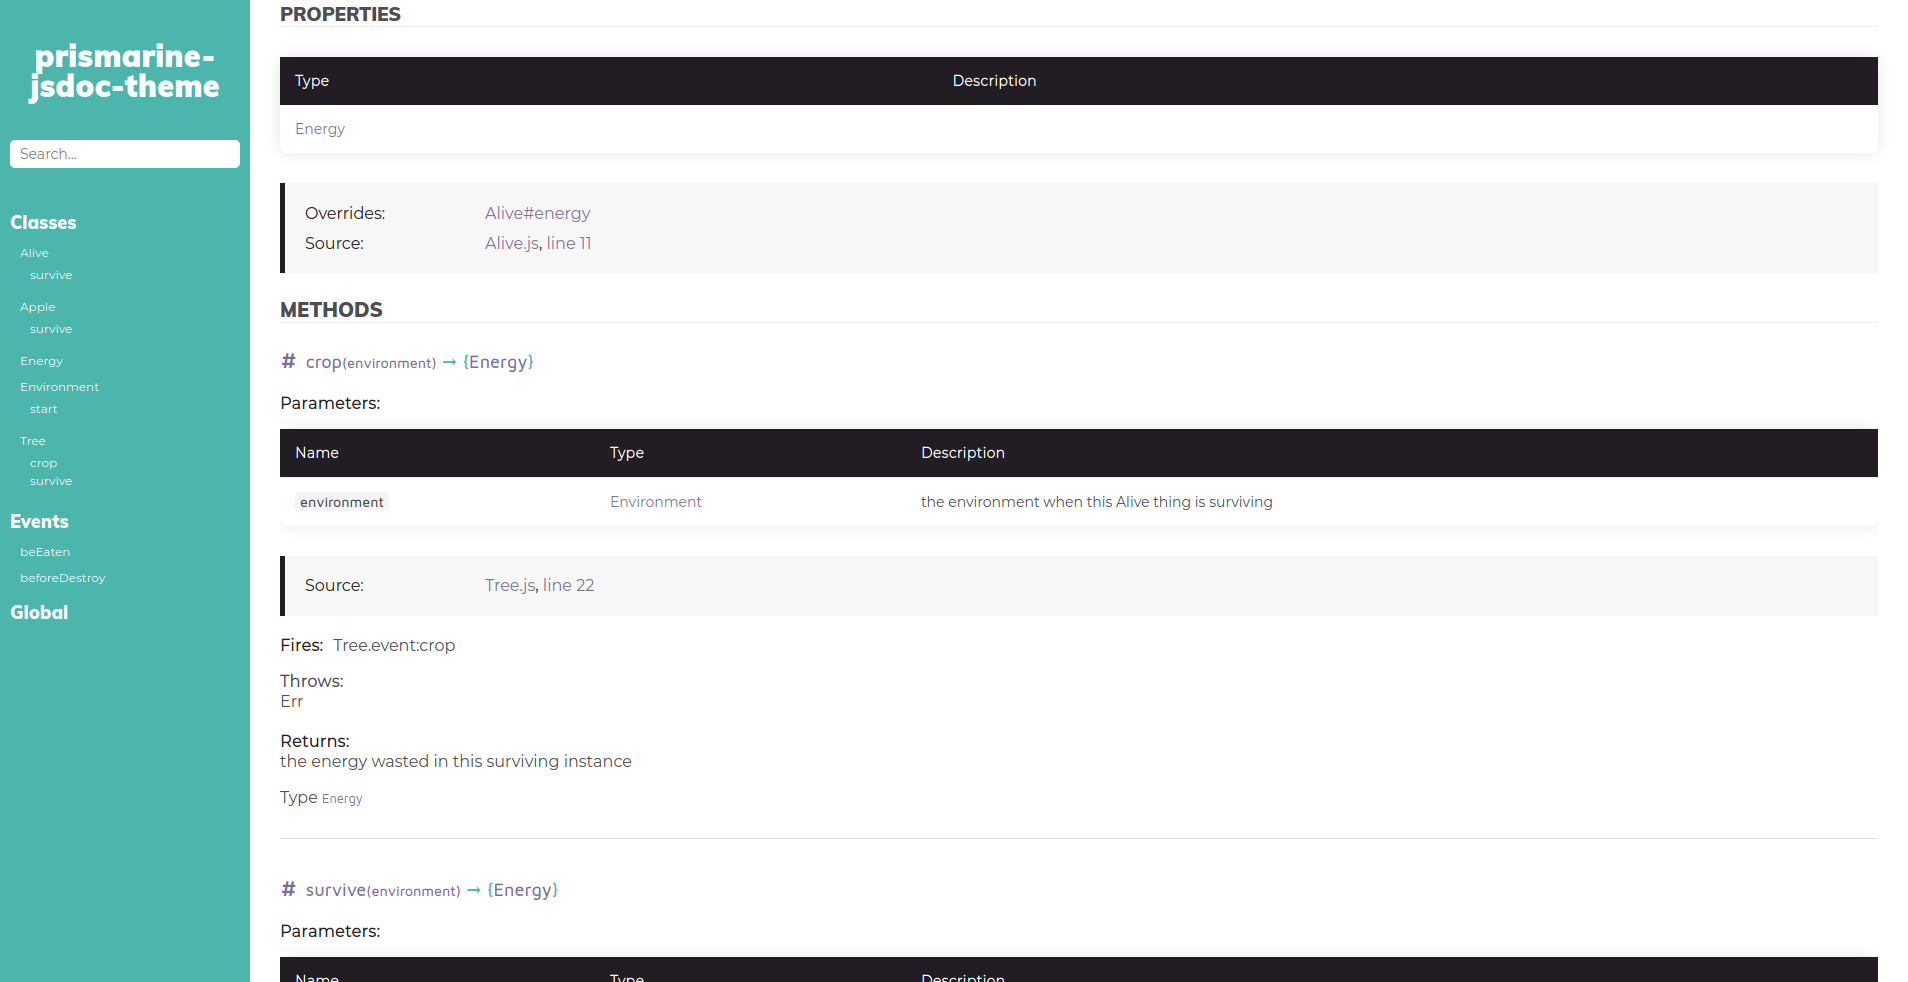 prismarine-
jsdoc-theme
Search...
Classes
Alive
survive
Apple
survive
Energy
Environment
start
Tree
crop
survive
Events
beEaten
beforeDestroy
Global
PROPERTIES
Type Description
Energy
Overrides: Alive#energy
Source: Alive.js, line 11
METHODS
# crop(environment) → {Energy}
Parameters:
Name Type Description
environment Environment the environment when this Alive thing is surviving
Source: Tree.js, line 22
Fires: Tree.event:crop
Throws:
Err
Returns:
the energy wasted in this surviving instance
Type Energy
# survive(environment) → {Energy}
Parameters:
Name Type Description